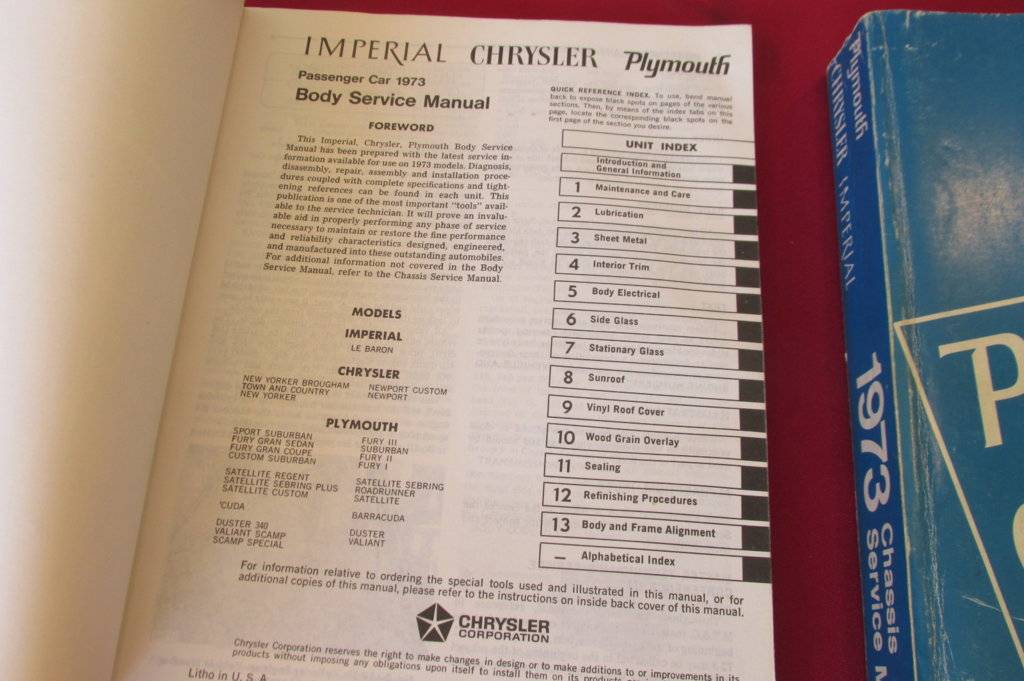 IMPERIAL CHRYSLER Plymouth
Passenger Car 1973
Body Service Manual
FOREWORD
This Imperial, Chrysler, Plymouth Body Service
Manual has been prepared with the latest service in-
formation available for use on 1973 models. Diagnosis,
disassembly, repair, assembly and installation proce-
dures coupled with complete specifications and tight-
ening references can be found in each unit. This
publication is one of the most important "tools" avail-
able to the service technician. It will prove an invalu-
able aid in properly performing any phase of service
necessary to maintain or restore the fine performance
and reliability characteristics designed, engineered,
and manufactured into these outstanding automobiles.
For additional information not covered in the Body
Service Manual, refer to the Chassis Service Manual.
MODELS
IMPERIAL
LE BARON
CHRYSLER
NEW YORKER BROUGHAM
TOWN AND COUNTRY
NEW YORKER
NEWPORT CUSTOM
NEWPORT
PLYMOUTH
SPORT SUBURBAN
FURY GRAN SEDAN
FURY GRAN COUPE
CUSTOM SUBURBAN
FURY III
SUBURBAN
FURY II
FURY I
SATELLITE REGENT
SATELLITE SEBRING PLUS
SATELLITE CUSTOM
SATELLITE SEBRING
ROADRUNNER
SATELLITE
'CUDA
BARRACUDA
DUSTER 340
VALIANT SCAMP
SCAMP SPECIAL
DUSTER
VALIANT
QUICK REFERENCE INDEX. To use, bend manual
back to expose black spots on pages of the various
sections. Then, by means of the index tabs on this
page, locate the corresponding black spots on the
first page of the section you desire.
UNIT INDEX
Introduction and
General Information
1 Maintenance and Care
2 Lubrication
3 Sheet Metal
4 Interior Trim
5 Body Electrical
6 Side Glass
7 Stationary Glass
8 Sunroof
9 Vinyl Roof Cover
10 Wood Grain Overlay
11 Sealing
12 Refinishing Procedures
13 Body and Frame Alignment
— Alphabetical Index
For information relative to ordering the special tools used and illustrated in this manual, or for
additional copies of this manual, please refer to the instructions on inside back cover of this manual.
CHRYSLER
CORPORATION
Chrysler Corporation reserves the right to make changes in design or to make additions to or improvements in its
products without imposing any obligations upon itself to install them on its products
Litho in U. S. A.
Plymouth
CHRYSLER
IMPERIAL
1973 Chassis
Service M
P